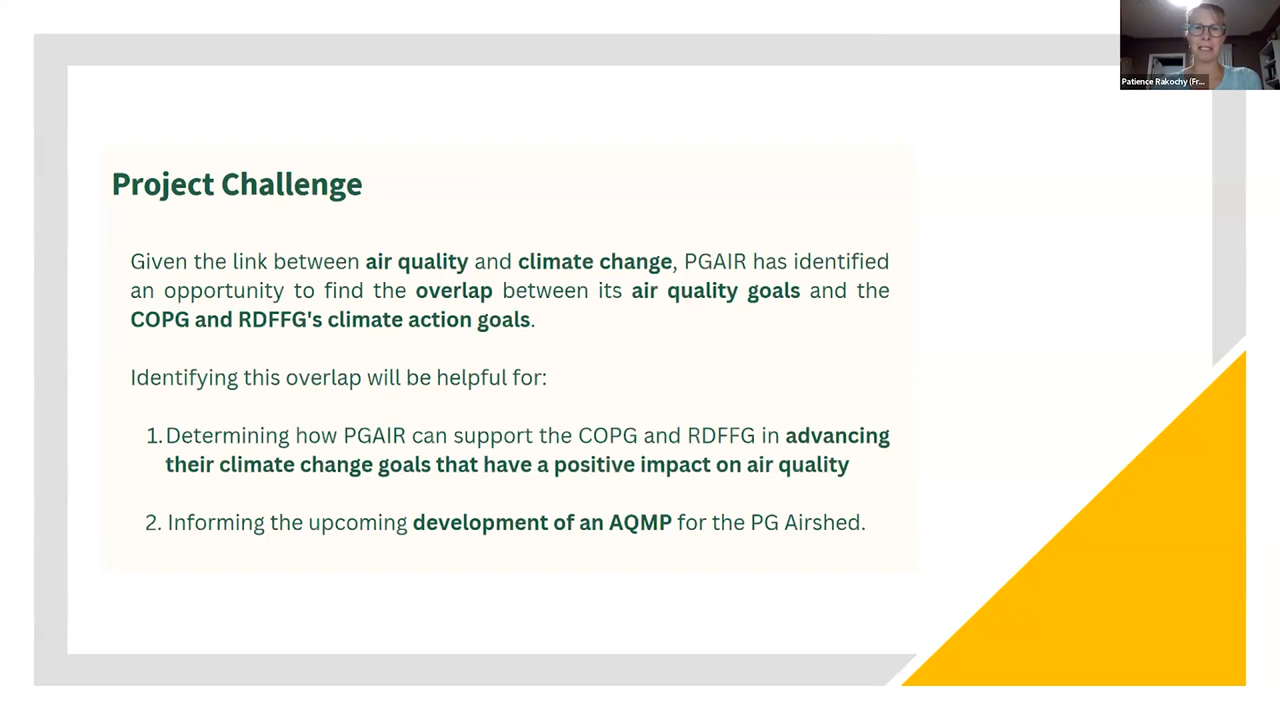 Patience Rakochy (Fr...
Project Challenge
Given the link between air quality and climate change, PGAIR has identified
an opportunity to find the overlap between its air quality goals and the
COPG and RDFFG's climate action goals.
Identifying this overlap will be helpful for:
1. Determining how PGAIR can support the COPG and RDFFG in advancing
their climate change goals that have a positive impact on air quality
2. Informing the upcoming development of an AQMP for the PG Airshed.